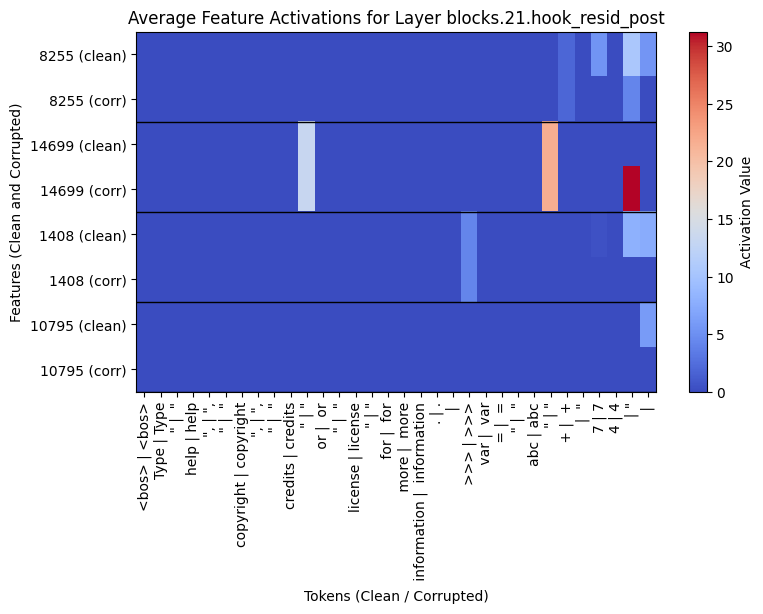 Average Feature Activations for Layer blocks.21.hook_resid_post
Features (Clean and Corrupted)
8255 (clean)
8255 (corr)
14699 (clean)
14699 (corr)
1408 (clean)
1408 (corr)
10795 (clean)
10795 (corr)
<bos> | <bos>
Type | Type
" | "
help | help
", | ",
" | "
copyright | copyright
", | ",
" | "
credits | credits
" | "
or | or
" | "
license | license
" | "
for | for
more | more
information | information
. | .
|
>>> | >>>
var | var
= | =
" | "
abc | abc
" | "
+ | +
| "
7 | 7
4 | 4
| "
|
Tokens (Clean / Corrupted)
30
25
20
15
10
5
0
Activation Value